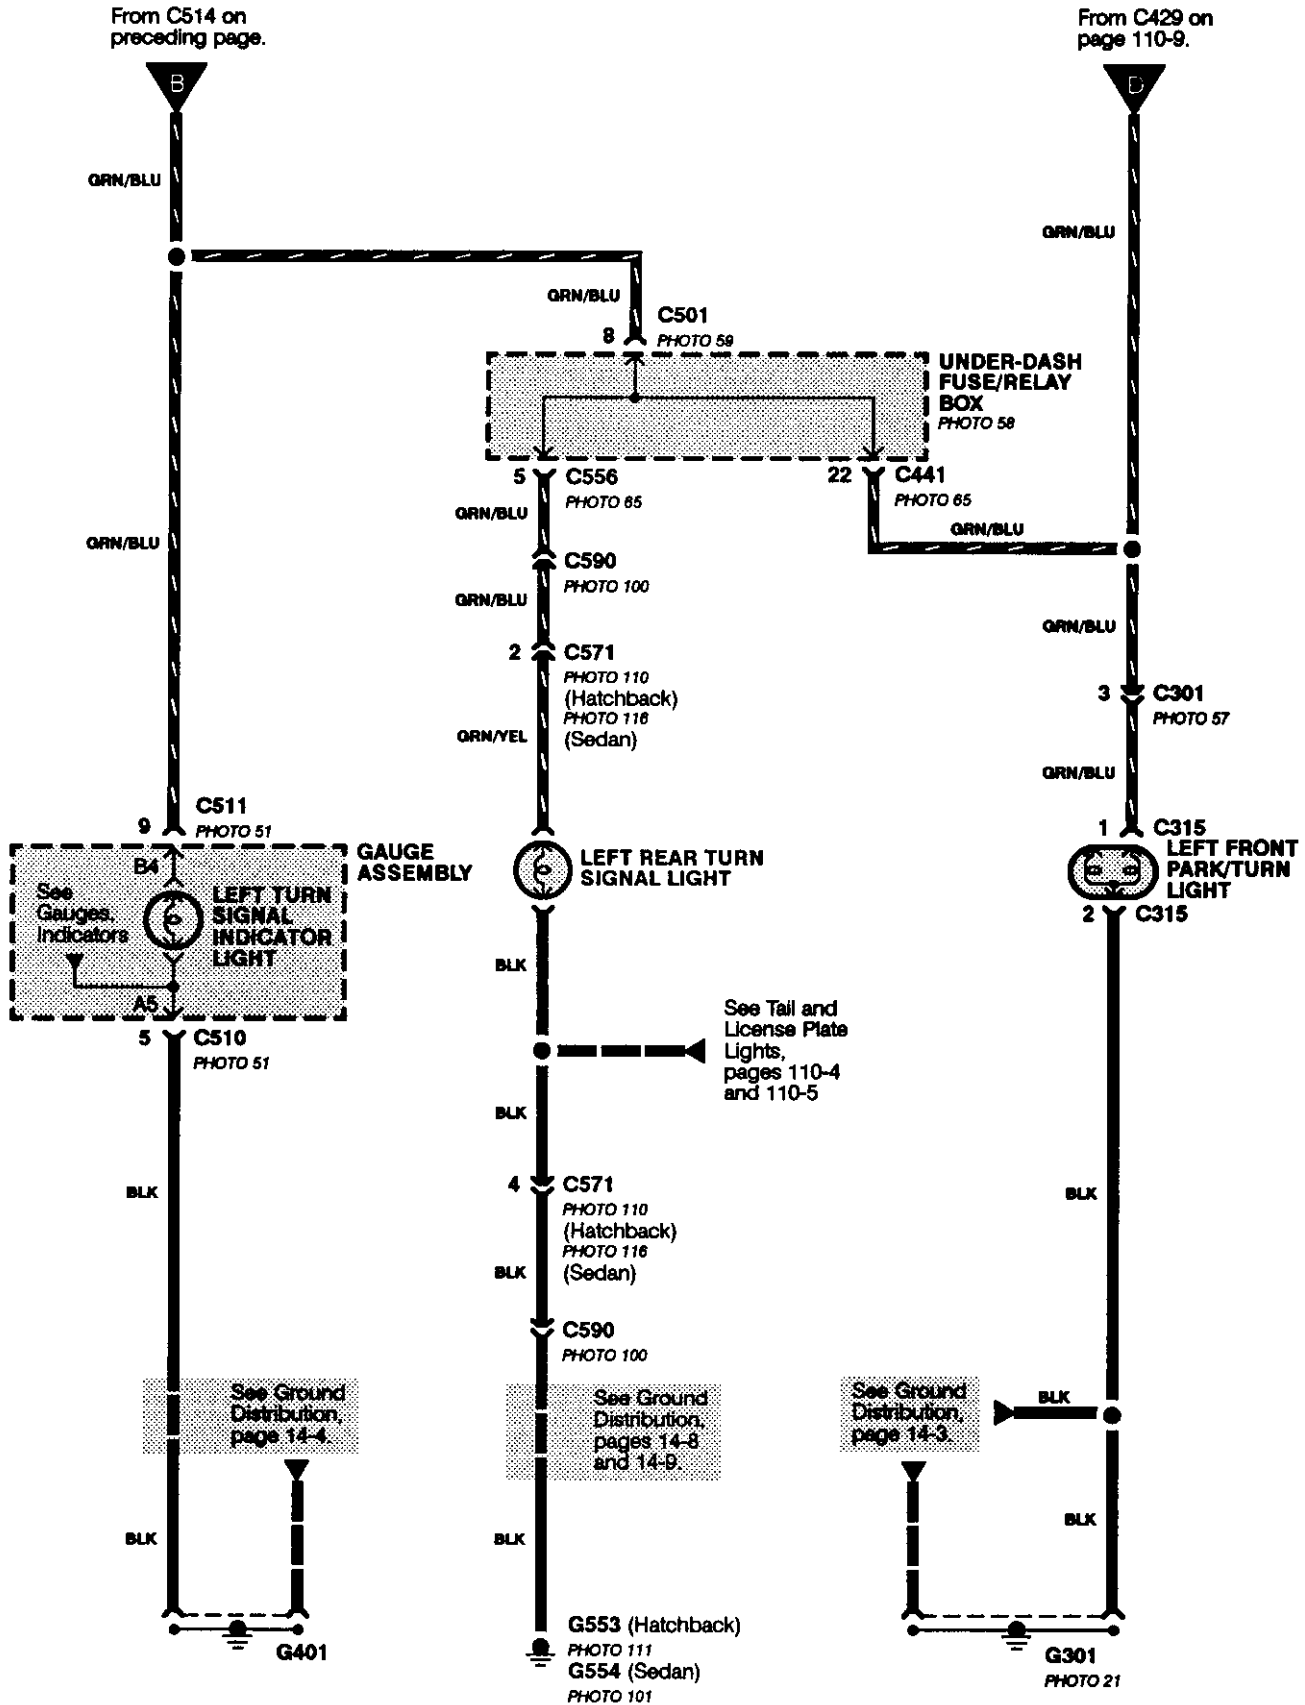 From C514 on
preceding page.
B
From C429 on
page 110-9.
D
GRN/BLU
GRN/BLU
GRN/BLU
C501
8
PHOTO 59
UNDER-DASH
FUSE/RELAY
BOX
PHOTO 58
5
C556
PHOTO 65
22
C441
PHOTO 65
GRN/BLU
GRN/BLU
GRN/BLU
C590
PHOTO 100
GRN/BLU
GRN/BLU
2
C571
PHOTO 110
(Hatchback)
PHOTO 116
(Sedan)
GRN/YEL
3
C301
PHOTO 57
GRN/BLU
C511
9
PHOTO 51
1
C315
GAUGE
ASSEMBLY
B4
See
Gauges,
Indicators
LEFT TURN
SIGNAL
INDICATOR
LIGHT
A5
LEFT REAR TURN
SIGNAL LIGHT
LEFT FRONT
PARK/TURN
LIGHT
2
C315
5
C510
PHOTO 51
BLK
See Tail and
License Plate
Lights,
pages 110-4
and 110-5
BLK
BLK
4
C571
PHOTO 110
(Hatchback)
PHOTO 116
(Sedan)
BLK
BLK
C590
PHOTO 100
See Ground
Distribution,
page 14-4.
See Ground
Distribution,
pages 14-8
and 14-9.
See Ground
Distribution,
page 14-3.
BLK
BLK
BLK
BLK
G401
G553 (Hatchback)
PHOTO 111
G554 (Sedan)
PHOTO 101
G301
PHOTO 21